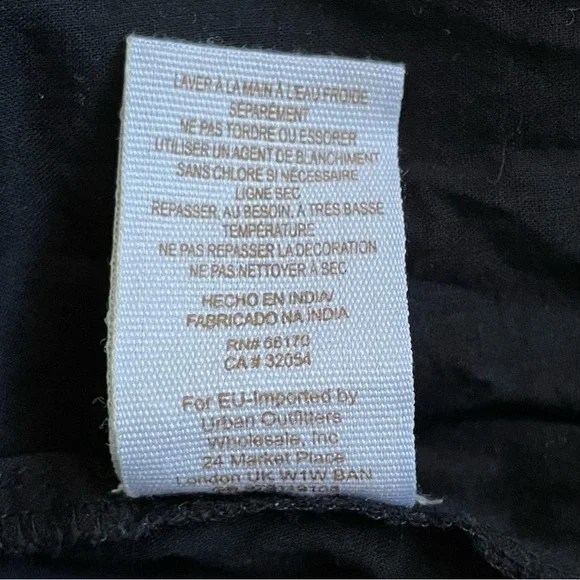 LAVER À LA MAIN À L'EAU FROIDE
SÉPARÉMENT
NE PAS TORDRE OU ESSORER
UTILISER UN AGENT DE BLANCHIMENT
SANS CHLORE SI NÉCESSAIRE
LIGNE SEC
REPASSER, AU BESOIN, À TRÈS BASSE
TEMPÉRATURE
NE PAS REPASSER LA DÉCORATION
NE PAS NETTOYER À SEC
HECHO EN INDIA/
FABRICADO NA INDIA
RN# 66170
CA # 32054
For EU-Imported by
Urban Outfitters
Wholesale, Inc
24 Market Place
London UK W1W BAN